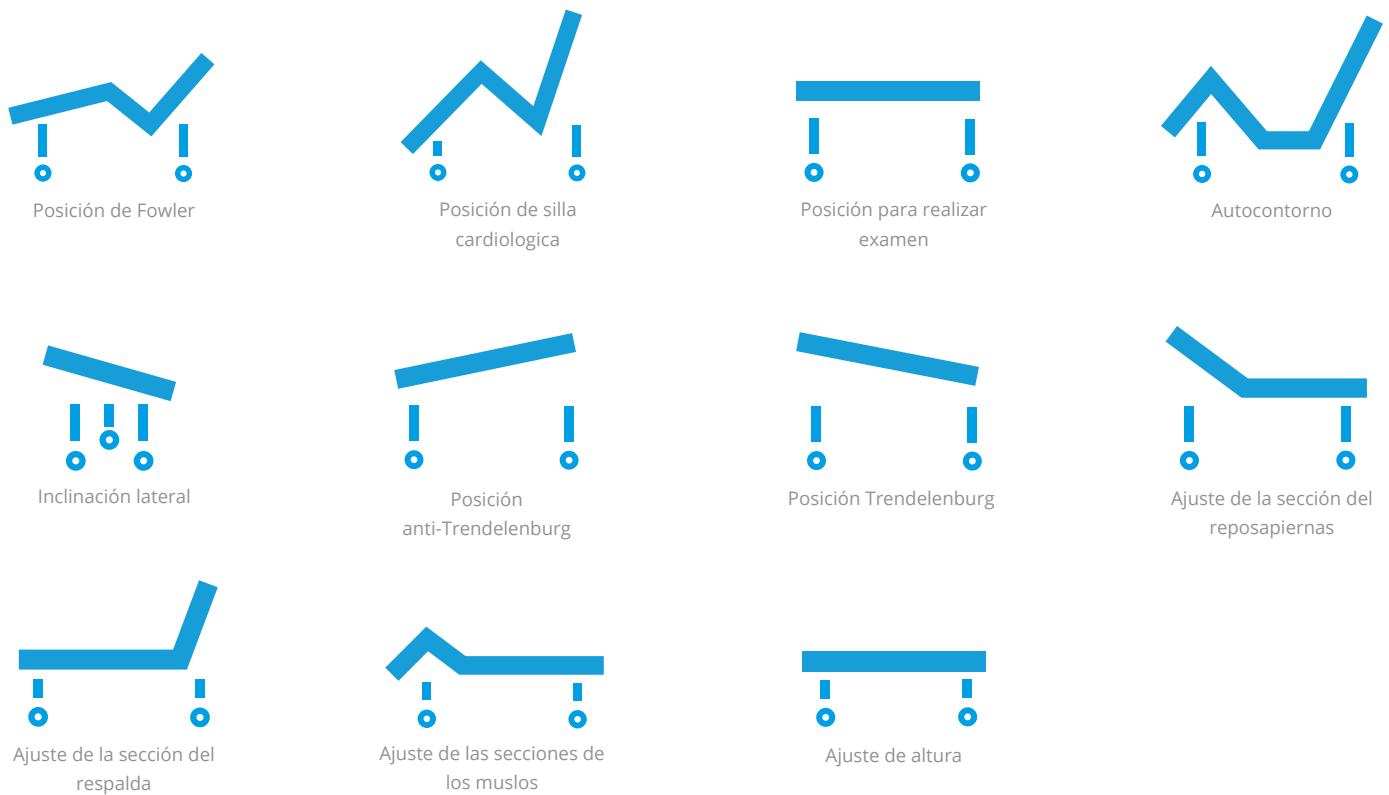 Posición de Fowler
Posición de silla
cardiologica
Posición para realizar
examen
Autocontorno
Inclinación lateral
Posición
anti-Trendelenburg
Posición Trendelenburg
Ajuste de la sección del
reposapiernas
Ajuste de la sección del
respalda
Ajuste de las secciones de
los muslos
Ajuste de altura